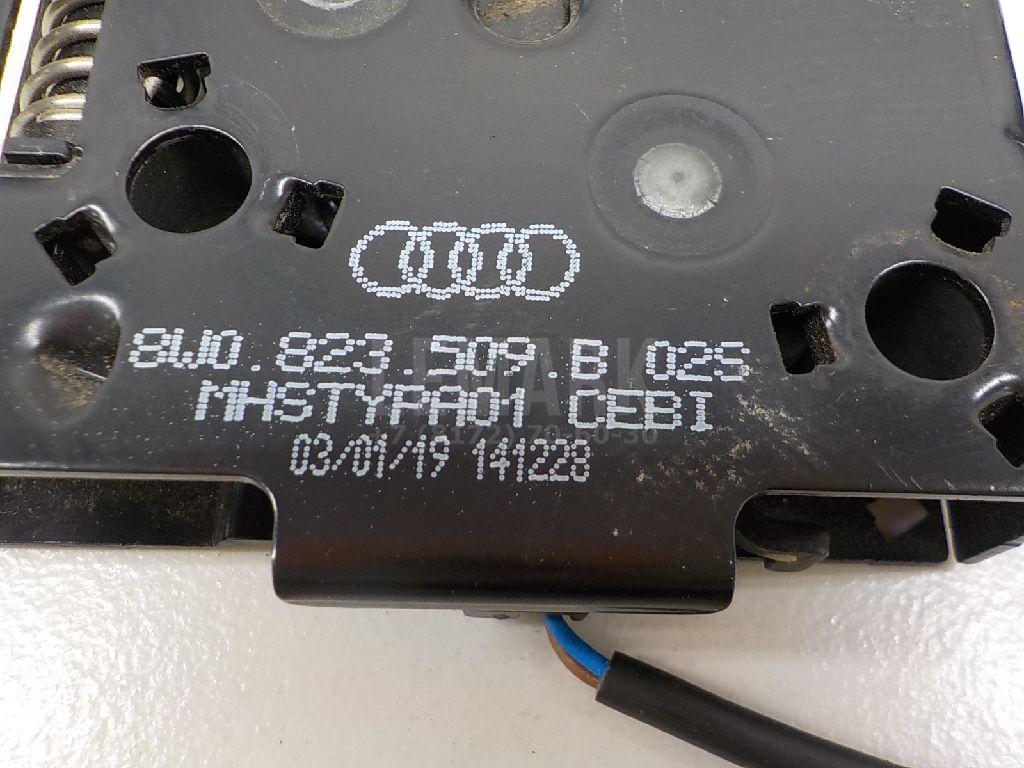 8W0.823.509.B 02S
MHSTYPA01 CEBI
03/01/19 141228